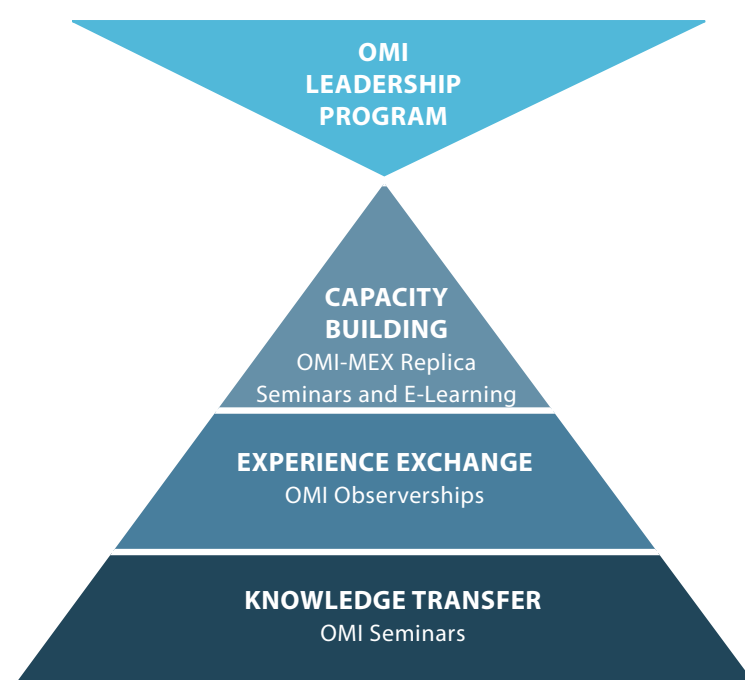 OMI
LEADERSHIP
PROGRAM
CAPACITY
BUILDING
OMI-MEX Replica
Seminars and E-Learning
EXPERIENCE EXCHANGE
OMI Observerships
KNOWLEDGE TRANSFER
OMI Seminars